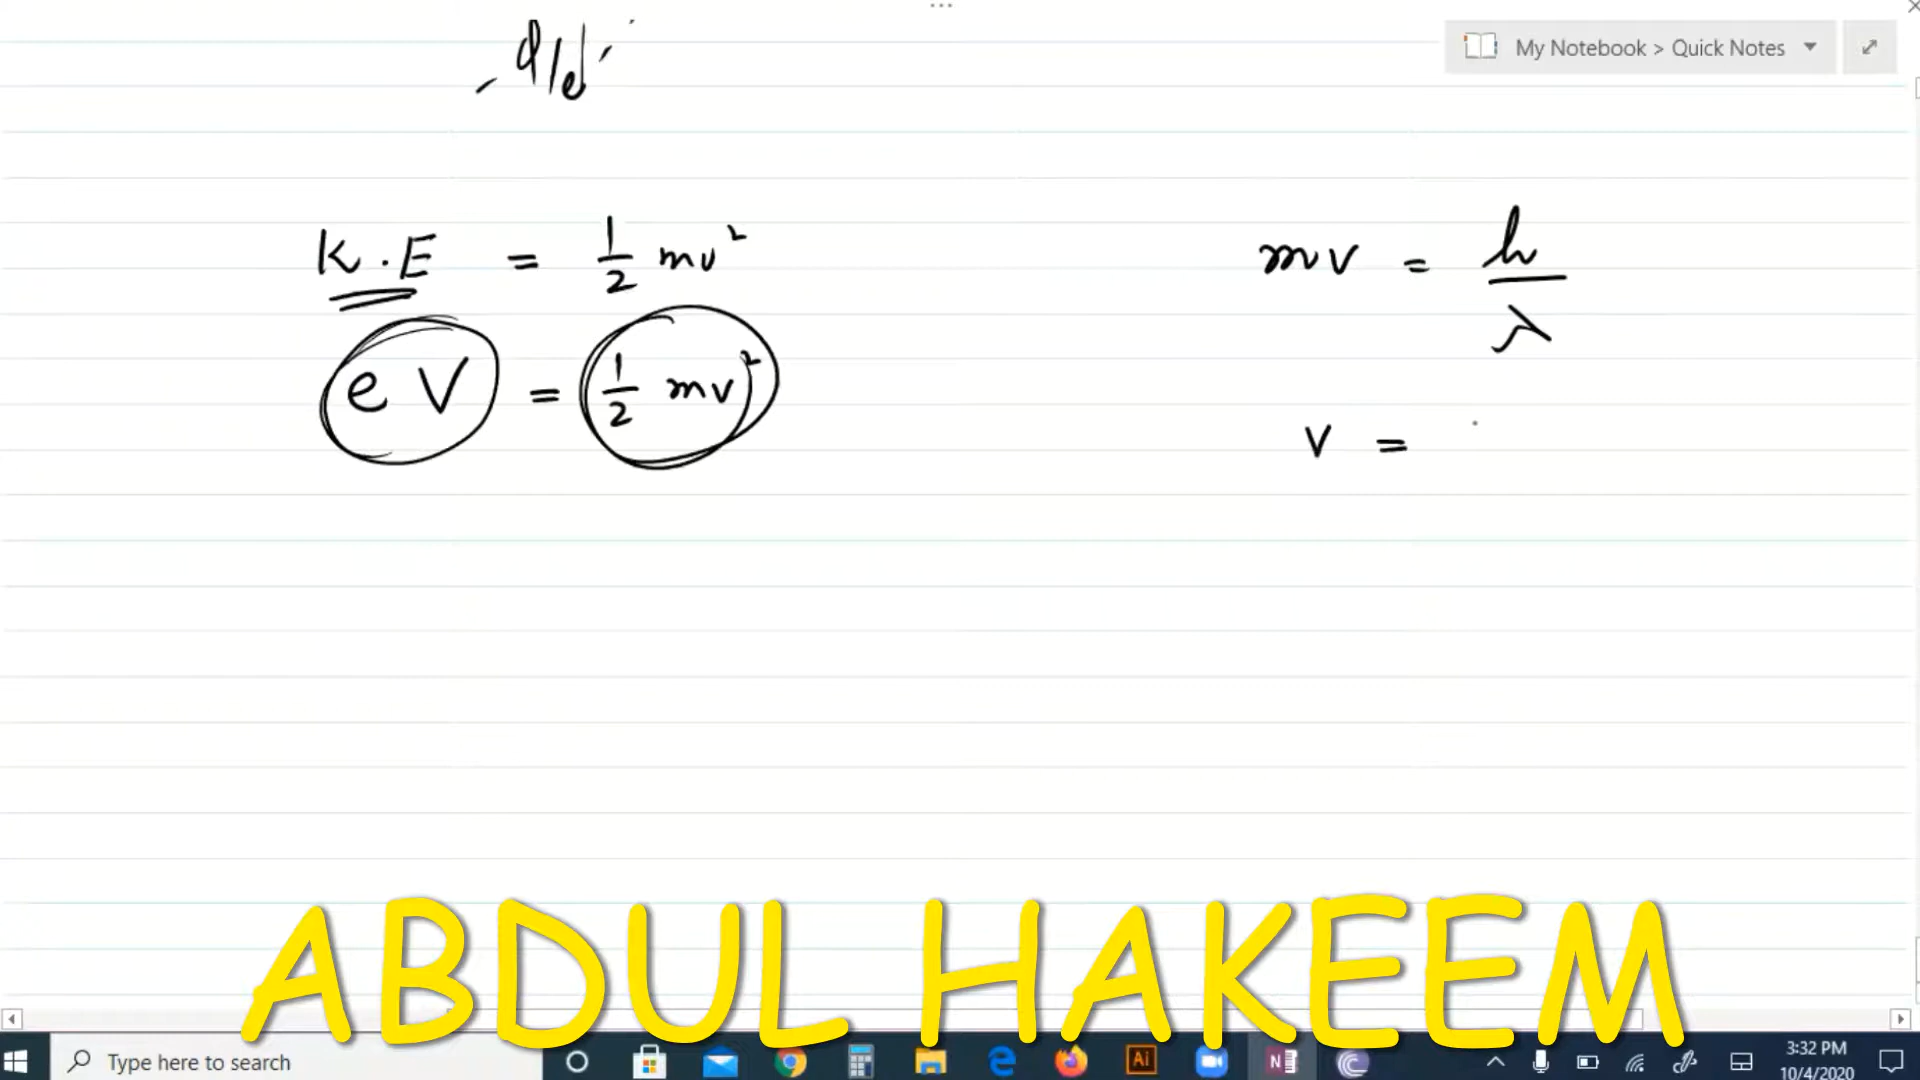 My Notebook > Quick Notes
K.E = 1/2 mv²
eV = 1/2 mv²
mv = h/λ
v =
ABDUL HAKEEM
Type here to search
Ai
N
3:32 PM
10/4/2020